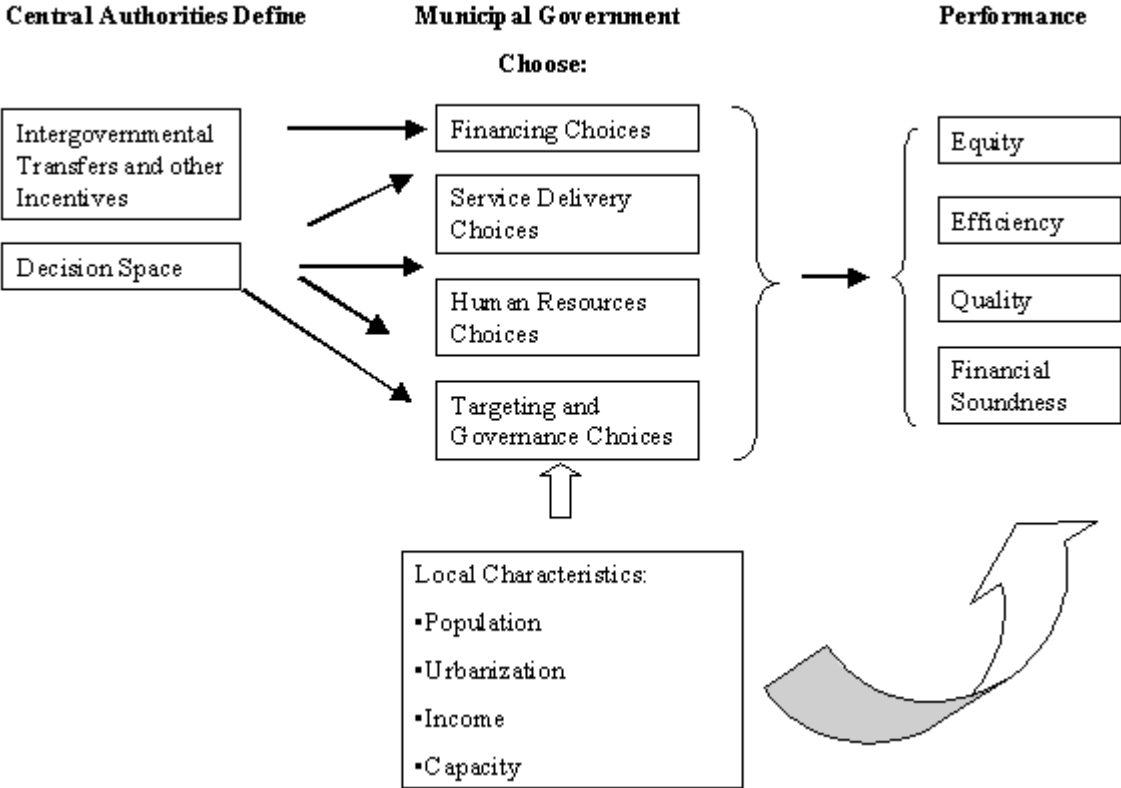 Central Authorities Define
Municipal Government
Choose:
Performance
Intergovernmental
Transfers and other
Incentives
Decision Space
Financing Choices
Service Delivery
Choices
Human Resources
Choices
Targeting and
Governance Choices
Equity
Efficiency
Quality
Financial
Soundness
Local Characteristics:
▪Population
▪Urbanization
▪Income
▪Capacity